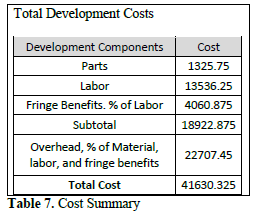 Total Development Costs
Development Components Cost
Parts 1325.75
Labor 13536.25
Fringe Benefits. % of Labor 4060.875
Subtotal 18922.875
Overhead, % of Material,
labor, and fringe benefits 22707.45
Total Cost 41630.325
Table 7. Cost Summary